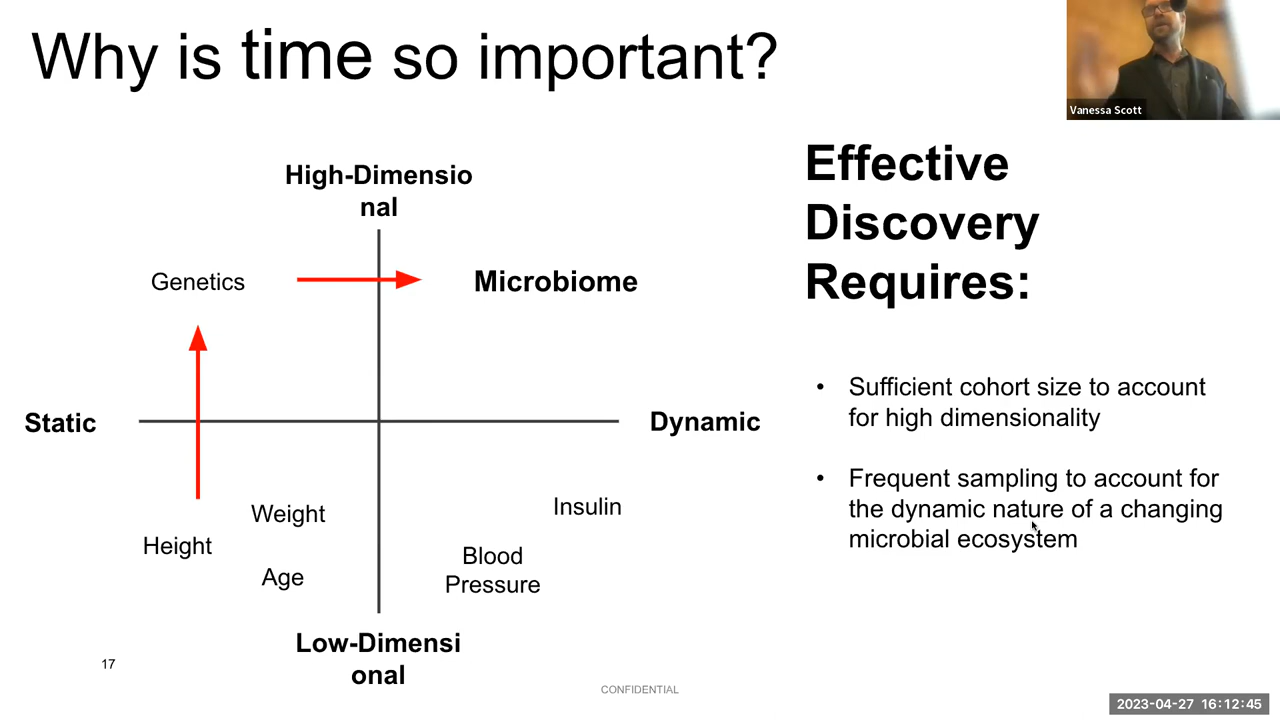 Why is time so important?
Vanessa Scott
High-Dimensio
nal
Genetics
Microbiome
Static
Dynamic
Weight
Height
Age
Insulin
Blood
Pressure
Low-Dimensi
onal
Effective
Discovery
Requires:
• Sufficient cohort size to account
for high dimensionality
• Frequent sampling to account for
the dynamic nature of a changing
microbial ecosystem
17
CONFIDENTIAL
2023-04-27 16:12:45